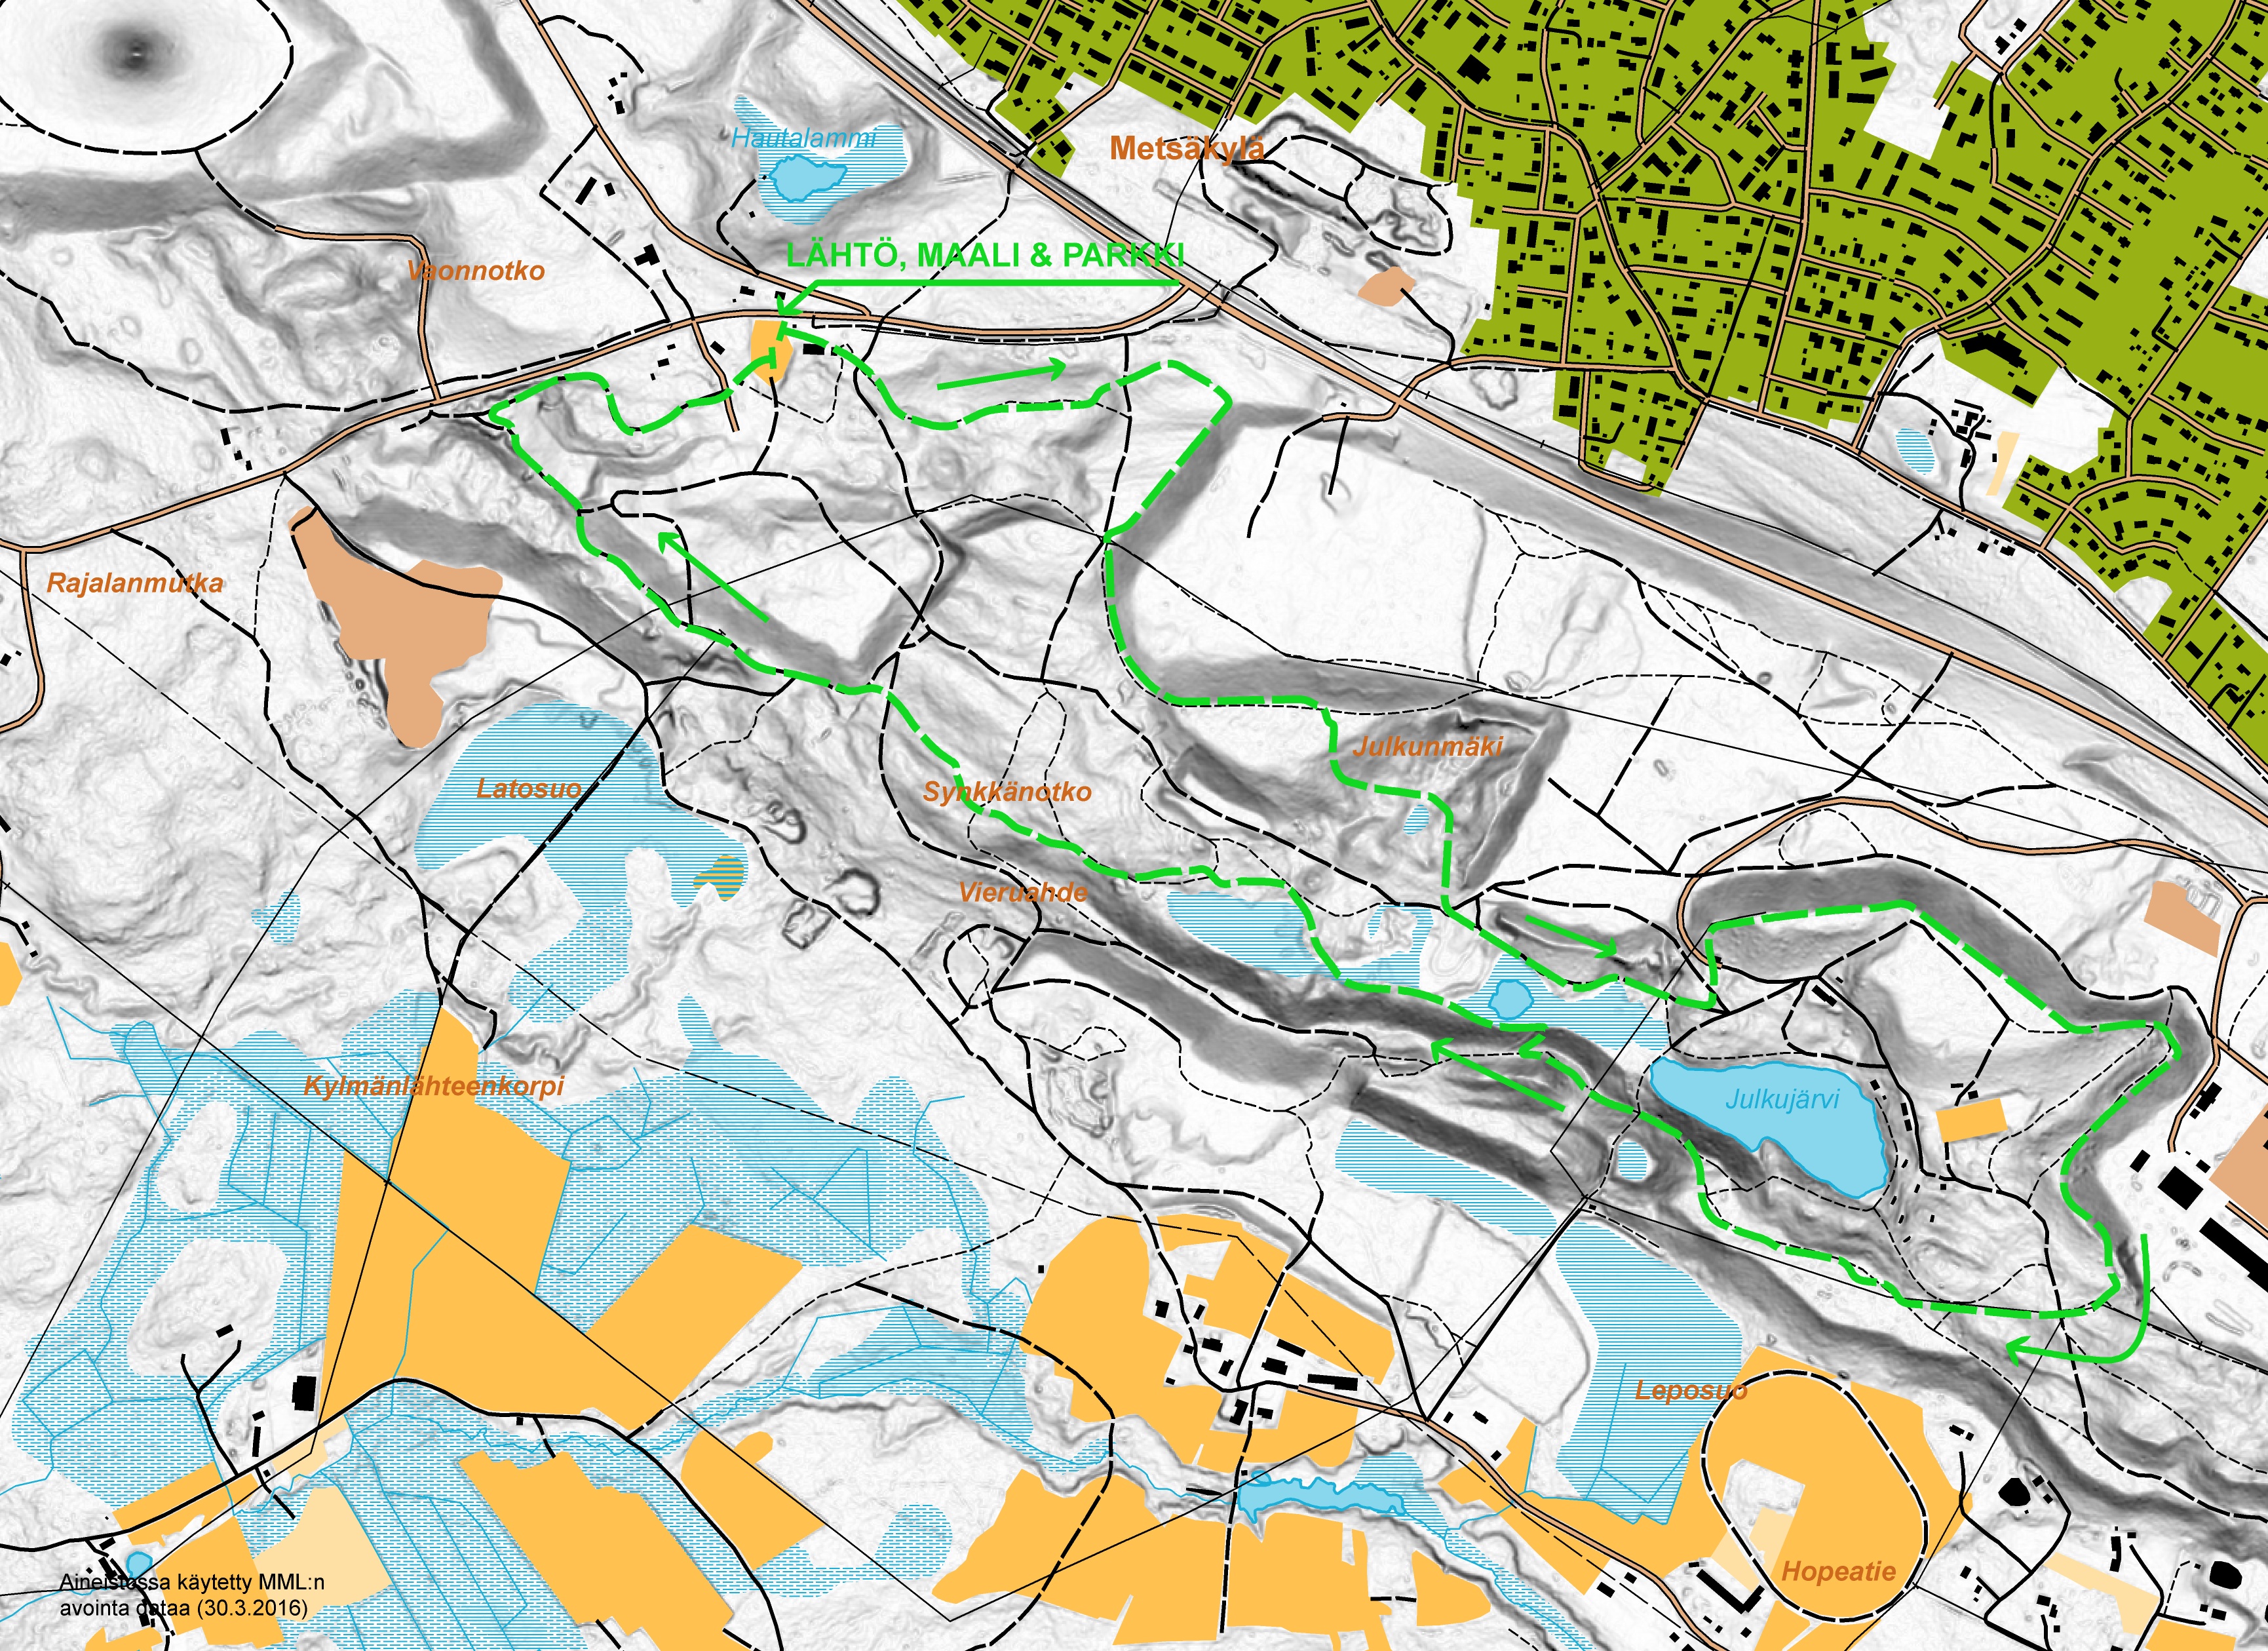 Hautalammi
Metsäkylä
LÄHTÖ, MAALI & PARKKI
Vaonnotko
Rajalanmutka
Julkunmäki
Latosuo
Synkkänotko
Vieruahde
Kylmänlähteenkorpi
Julkujärvi
Leposuo
Hopeatie
Aineistossa käytetty MML:n
avointa dataa (30.3.2016)